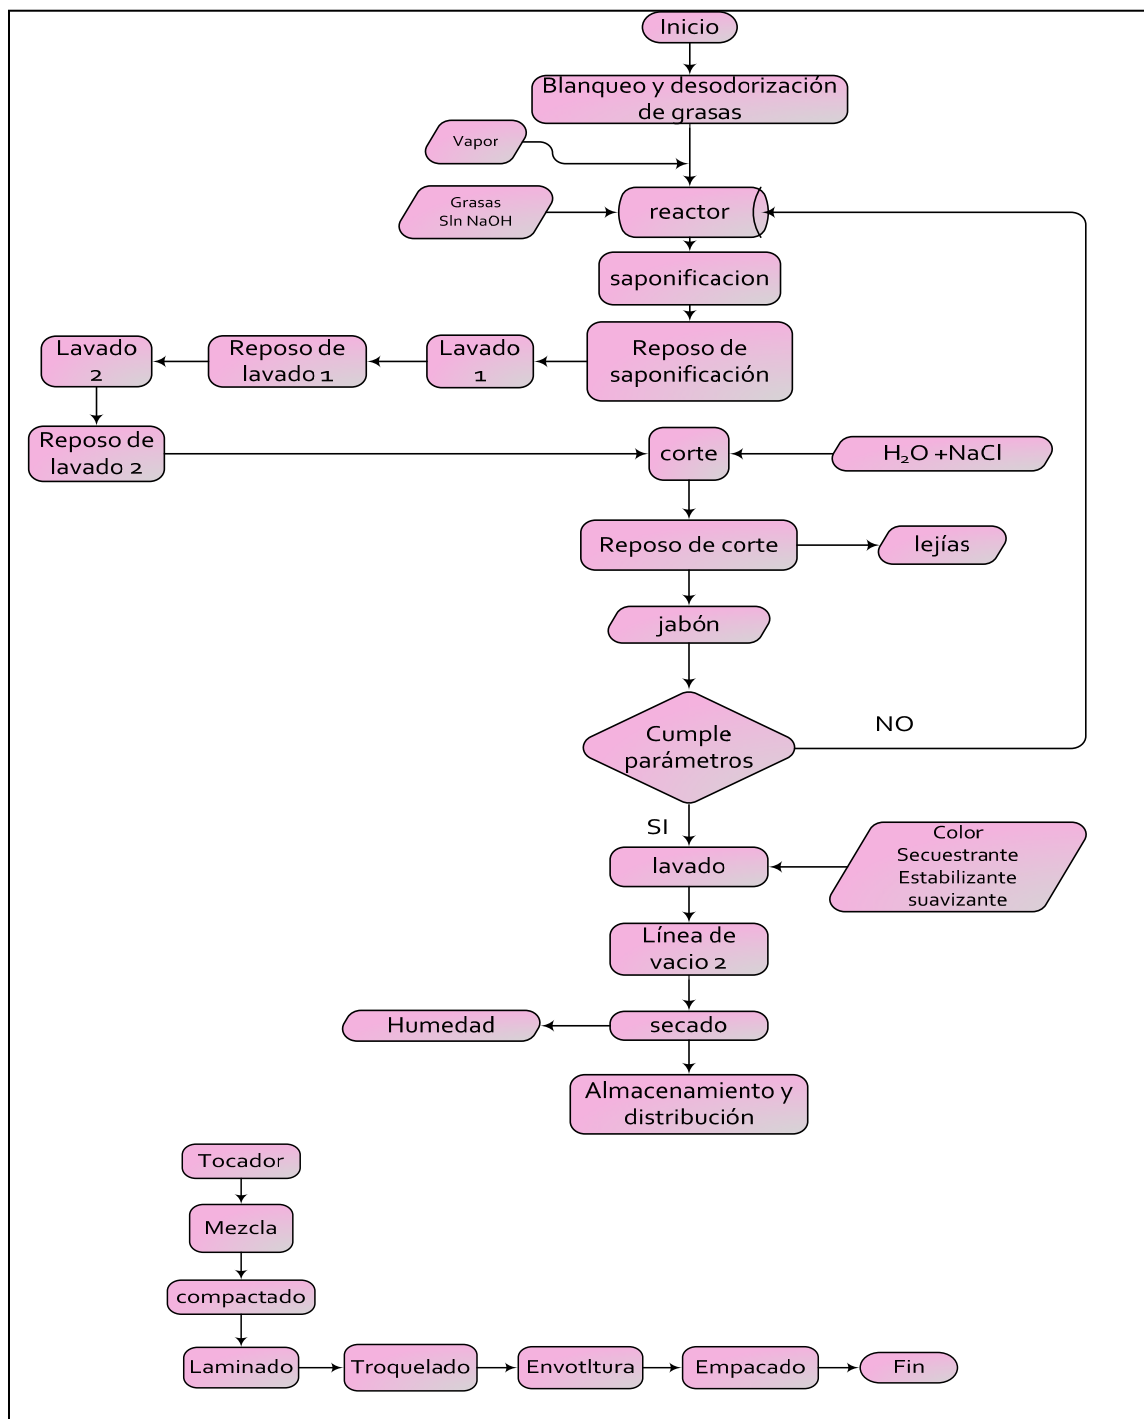 Inicio
Blanqueo y desodorización
de grasas
Vapor
Grasas
Sln NaOH
reactor
saponificacion
Reposo de
saponificación
Lavado
1
Reposo de
lavado 1
Lavado
2
Reposo de
lavado 2
corte
H₂O +NaCl
Reposo de corte
lejías
jabón
Cumple
parámetros
NO
SI
lavado
Color
Secuestrante
Estabilizante
suavizante
Línea de
vacio 2
secado
Humedad
Almacenamiento y
distribución
Tocador
Mezcla
compactado
Laminado
Troquelado
Envotltura
Empacado
Fin